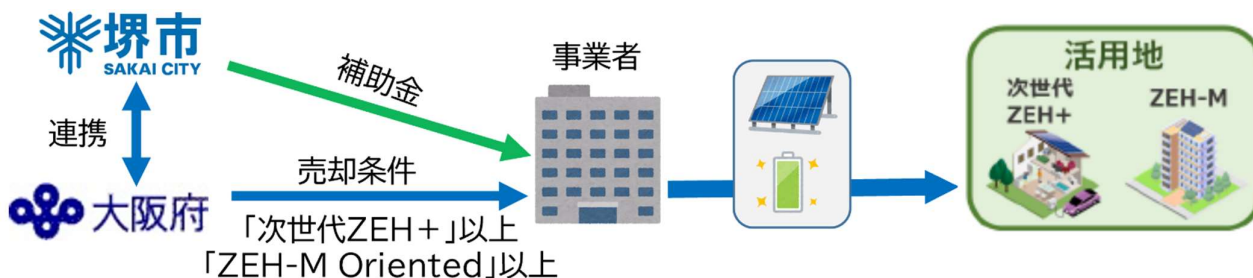 堺市
SAKAI CITY
連携
大阪府
補助金
売却条件
「次世代ZEH+」以上
「ZEH-M Oriented」以上
事業者
活用地
次世代
ZEH+
ZEH-M